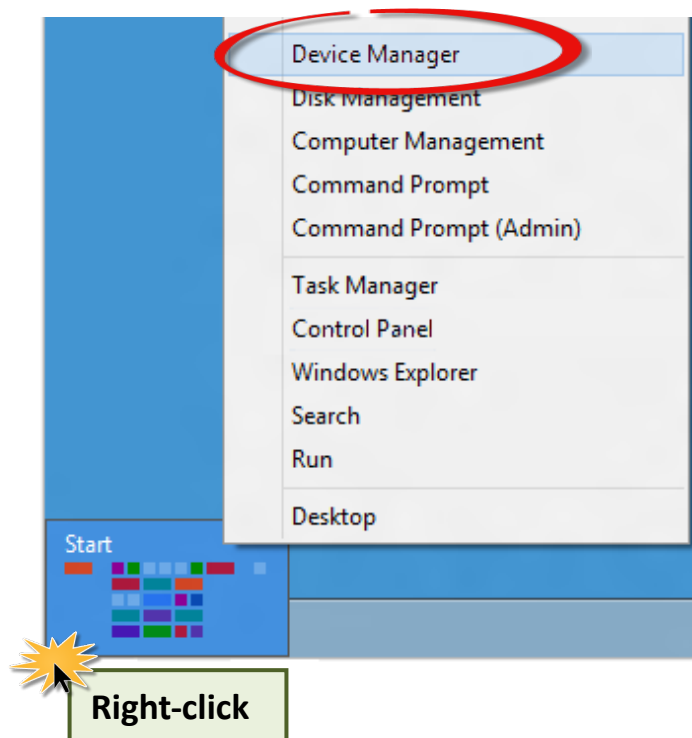 Device Manager
Disk Management
Computer Management
Command Prompt
Command Prompt (Admin)
Task Manager
Control Panel
Windows Explorer
Search
Run
Desktop
Start
Right-click